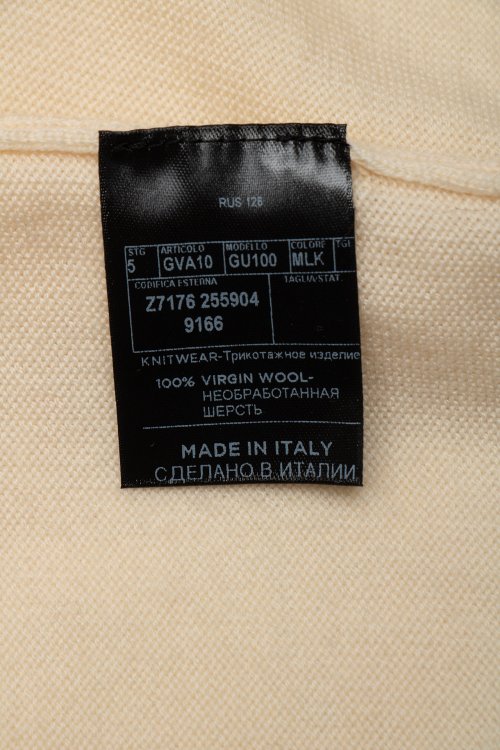 RUS 128
STG ARTICOLO MODELLO COLORE TGL
5 GVA10 GU100 MLK
CODIFICA ESTERNA TAGLIA/STAT.
Z7176 255904
9166
KNITWEAR-Трикотажное изделие
100% VIRGIN WOOL-
НЕОБРАБОТАННАЯ
ШЕРСТЬ
MADE IN ITALY
СДЕЛАНО В ИТАЛИИ